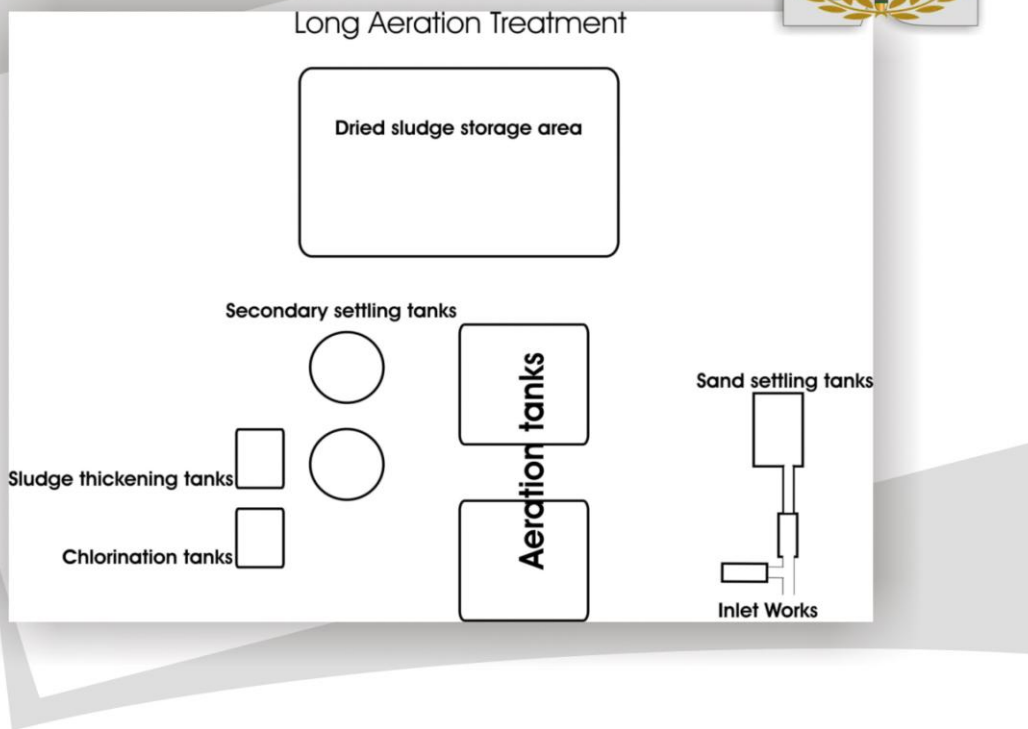 Long Aeration Treatment
Dried sludge storage area
Secondary settling tanks
Aeration tanks
Sand settling tanks
Sludge thickening tanks
Chlorination tanks
Inlet Works